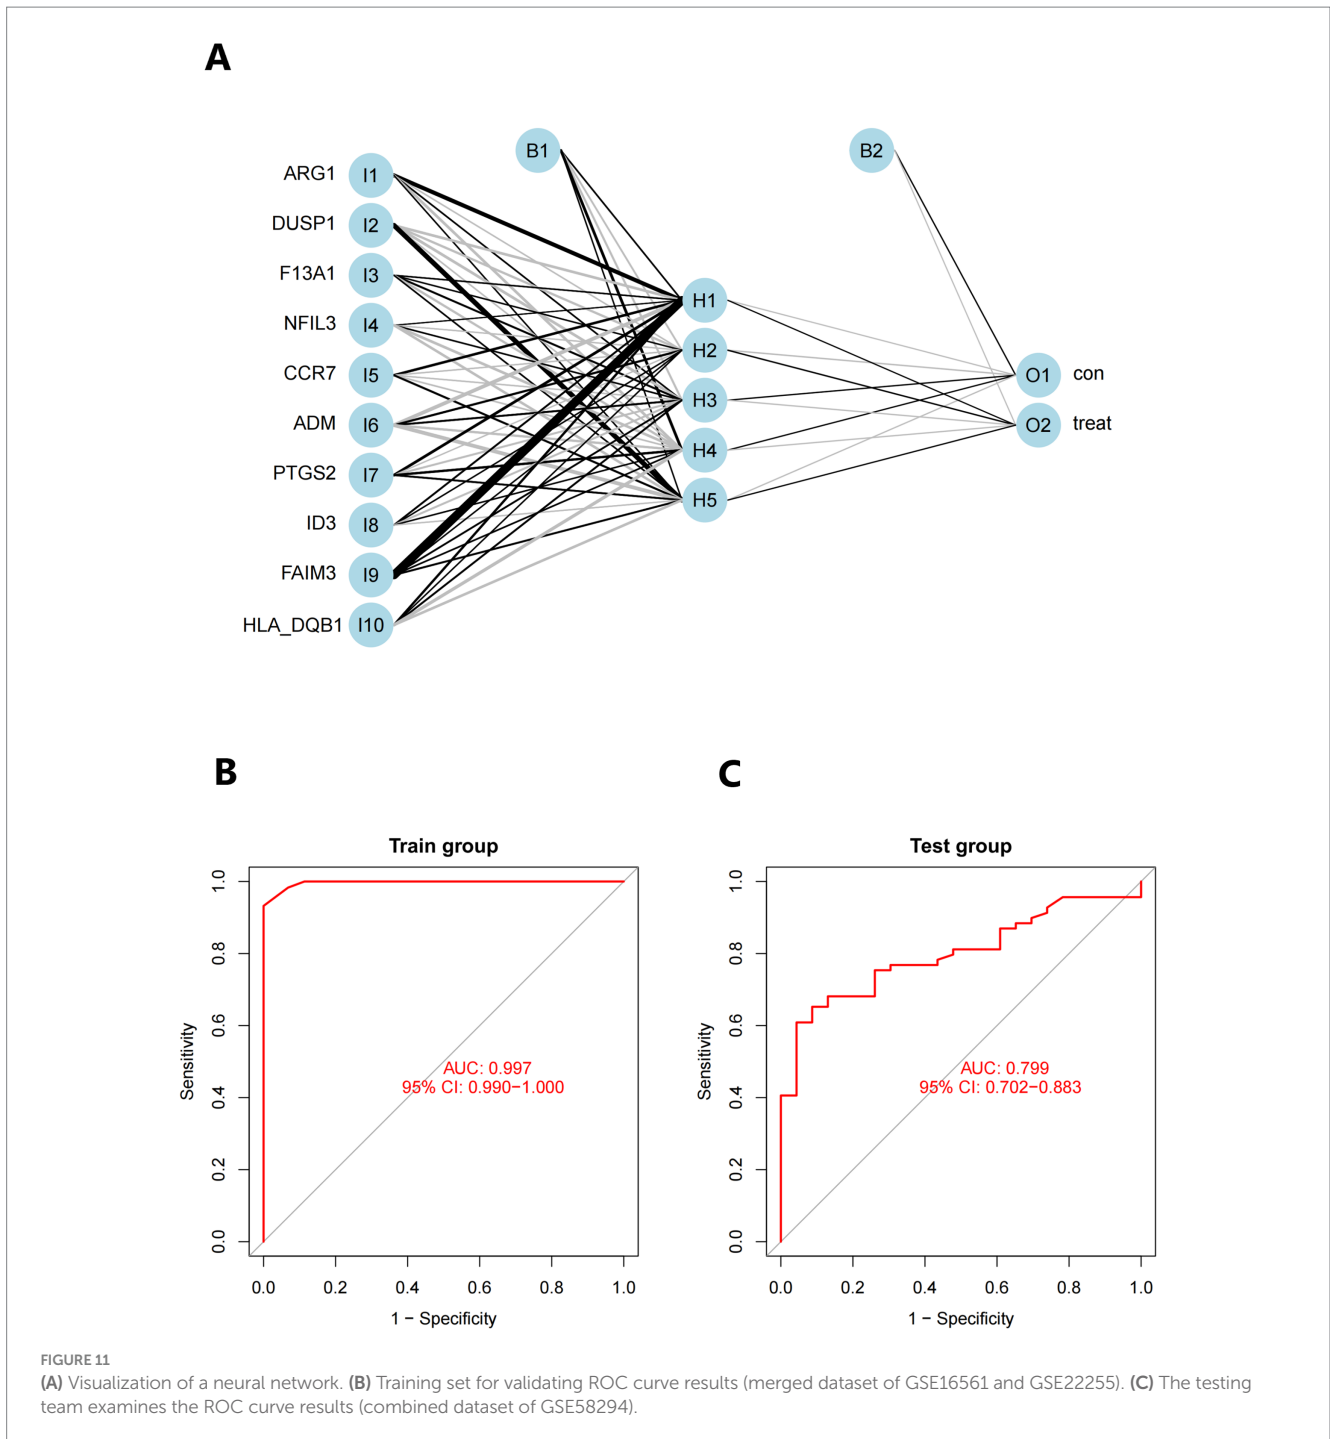 A
B1
B2
ARG1 I1
DUSP1 I2
F13A1 I3
NFIL3 I4
CCR7 I5
ADM I6
PTGS2 I7
ID3 I8
FAIM3 I9
HLA_DQB1 I10
H1
H2
H3
H4
H5
O1 con
O2 treat
B
Train group
Sensitivity
0.0 0.2 0.4 0.6 0.8 1.0
AUC: 0.997
95% CI: 0.990−1.000
0.0 0.2 0.4 0.6 0.8 1.0
1 − Specificity
C
Test group
Sensitivity
0.0 0.2 0.4 0.6 0.8 1.0
AUC: 0.799
95% CI: 0.702−0.883
0.0 0.2 0.4 0.6 0.8 1.0
1 − Specificity
FIGURE 11
(A) Visualization of a neural network. (B) Training set for validating ROC curve results (merged dataset of GSE16561 and GSE22255). (C) The testing
team examines the ROC curve results (combined dataset of GSE58294).